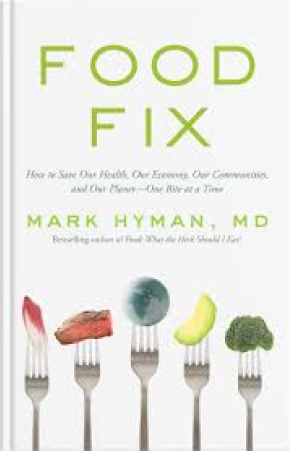 FOOD
FIX
How to Save Our Health, Our Economy, Our Communities,
and Our Planet—One Bite at a Time
MARK HYMAN, MD
Bestselling author of Food: What the Heck Should I Eat?